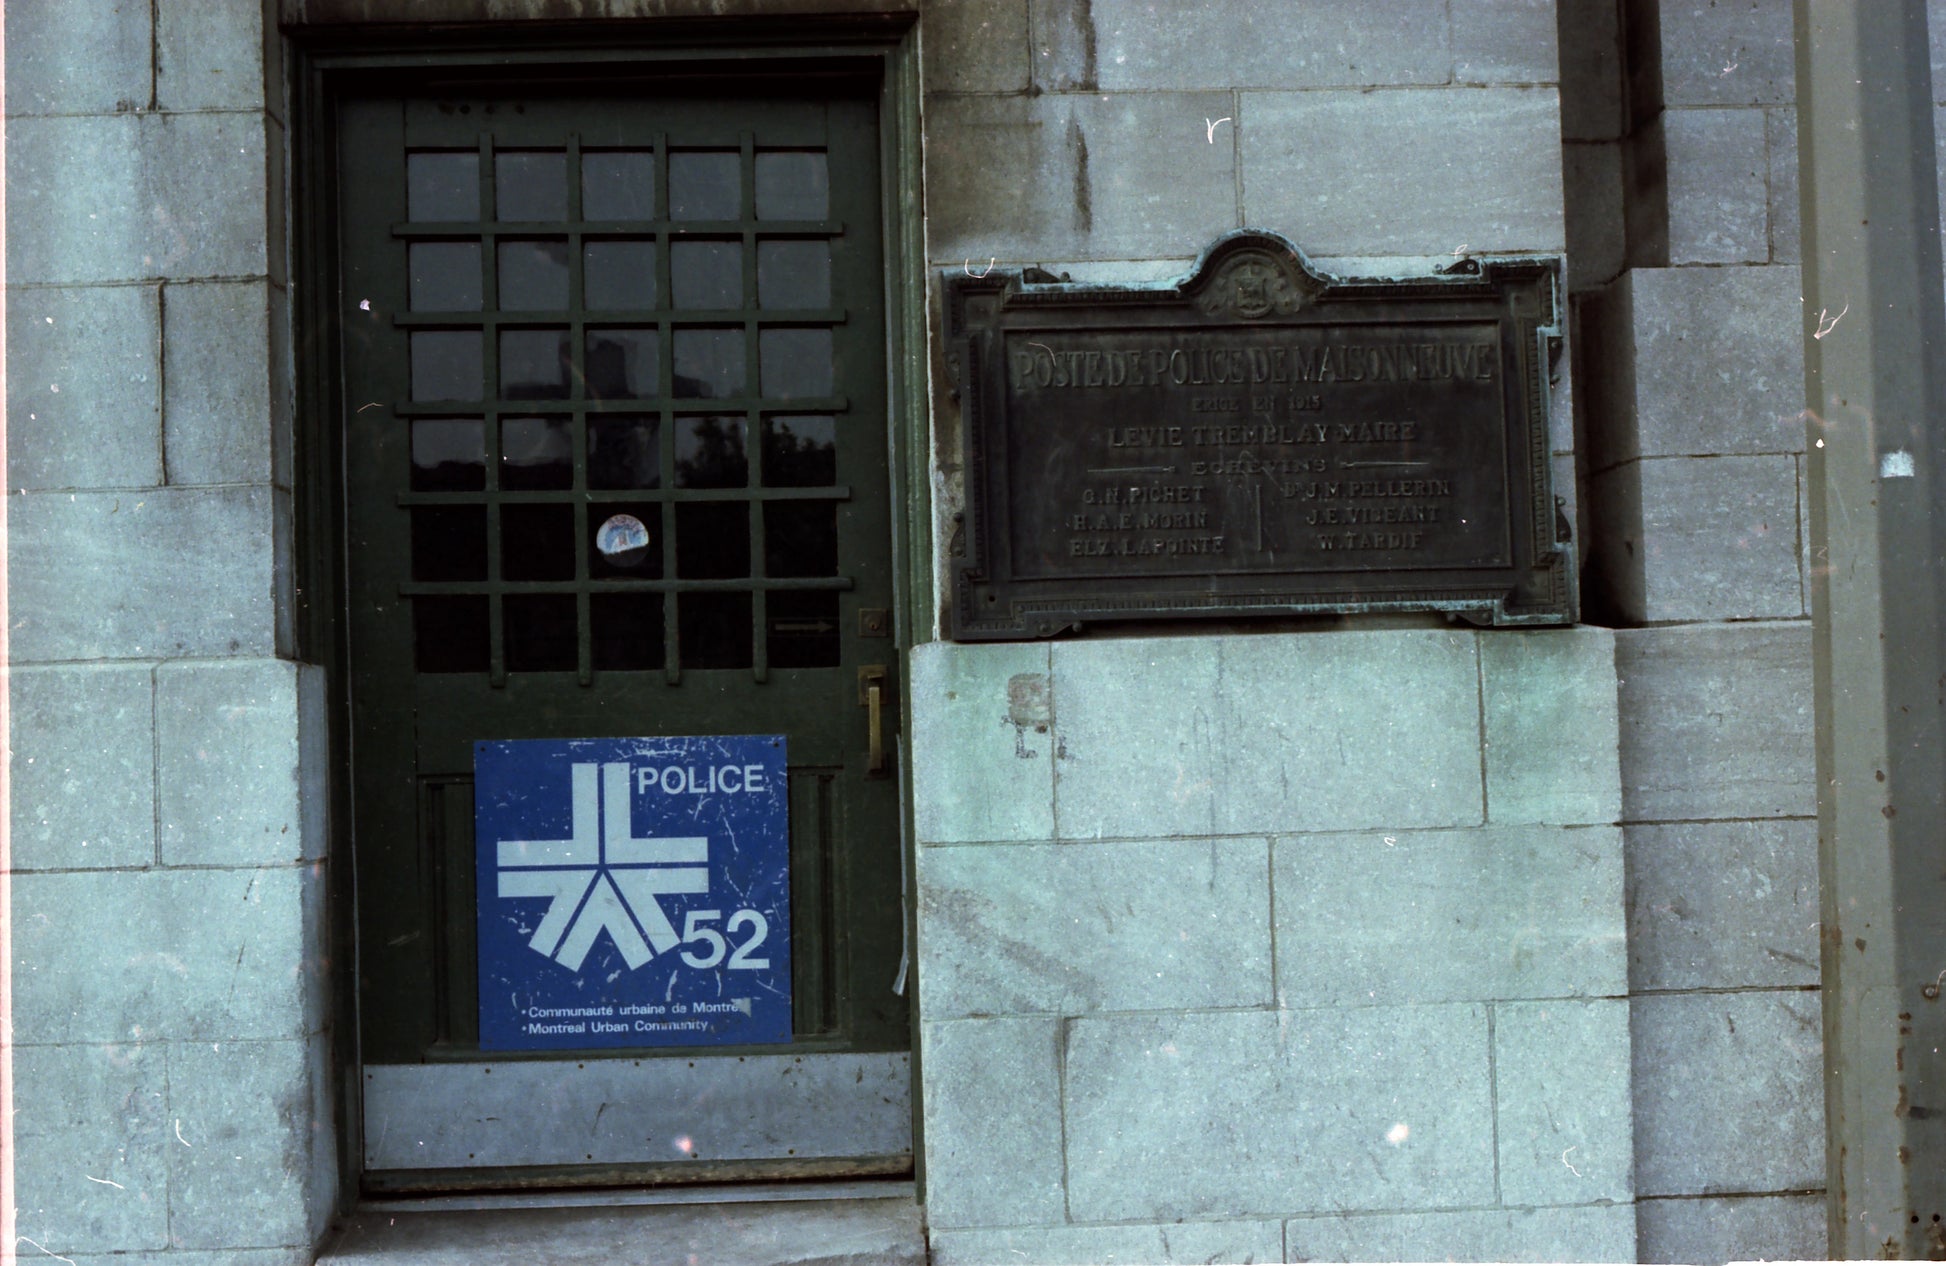 POSTE DE POLICE DE MAISONNEUVE
ERIGE EN 1915
LEVIE TREMBLAY MAIRE
ECHEVINS
G.N. PICHET
H.A.E. MORIN
ELZ. LAPOINTE
Dr J.M. PELLERIN
J.E. VIGEANT
W. TARDIF
POLICE
52
• Communauté urbaine de Montré
• Montreal Urban Community